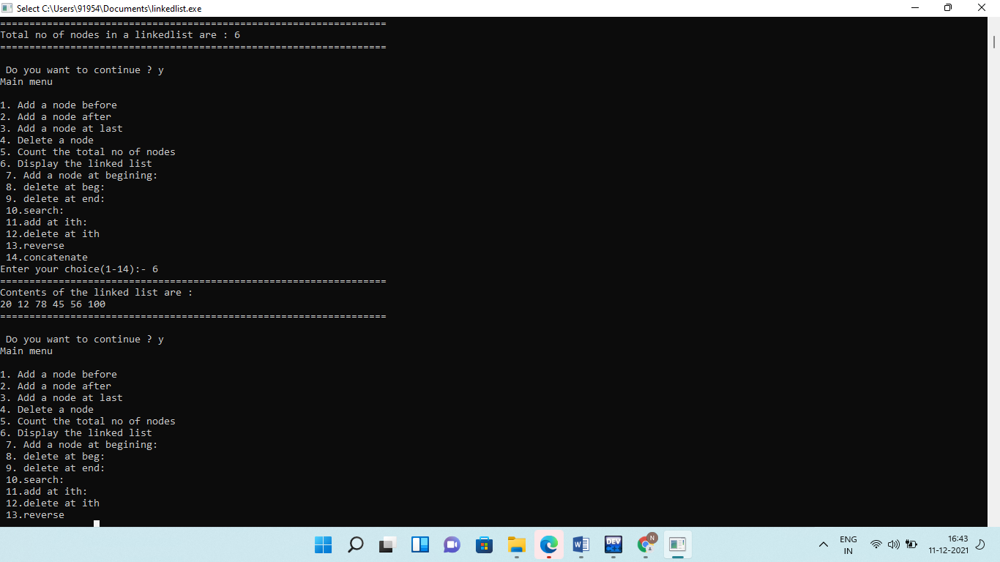 Select C:\Users\91954\Documents\linkedlist.exe
==================================================================
Total no of nodes in a linkedlist are : 6
==================================================================
Do you want to continue ? y
Main menu
1. Add a node before
2. Add a node after
3. Add a node at last
4. Delete a node
5. Count the total no of nodes
6. Display the linked list
7. Add a node at begining:
8. delete at beg:
9. delete at end:
10.search:
11.add at ith:
12.delete at ith
13.reverse
14.concatenate
Enter your choice(1-14):- 6
==================================================================
Contents of the linked list are :
20 12 78 45 56 100
==================================================================
Do you want to continue ? y
Main menu
1. Add a node before
2. Add a node after
3. Add a node at last
4. Delete a node
5. Count the total no of nodes
6. Display the linked list
7. Add a node at begining:
8. delete at beg:
9. delete at end:
10.search:
11.add at ith:
12.delete at ith
13.reverse
W
DEV
N
ENG
IN
16:43
11-12-2021